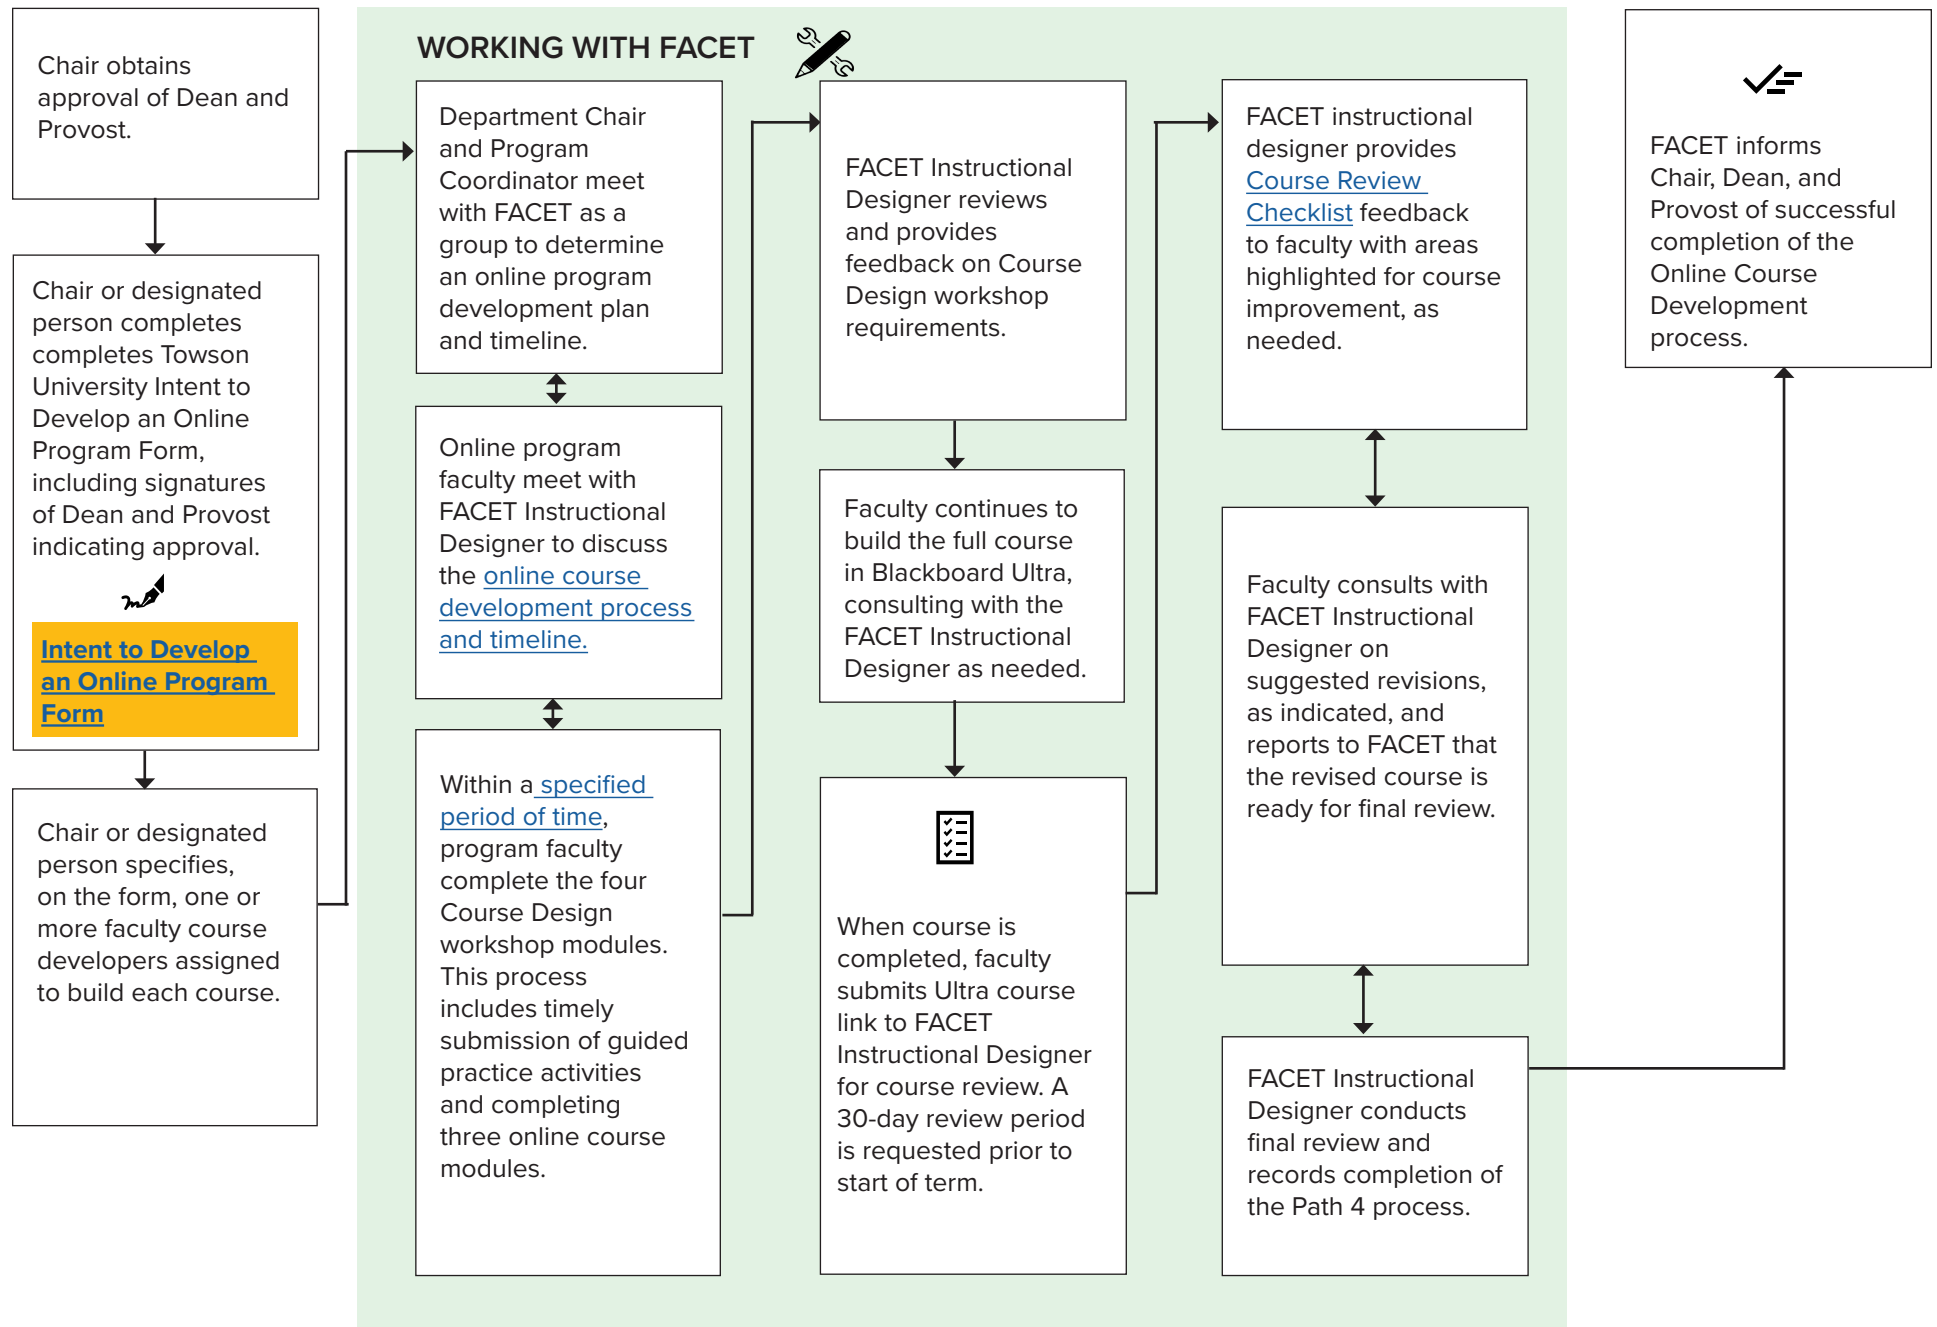 Chair obtains
approval of Dean and
Provost.
Chair or designated
person completes
completes Towson
University Intent to
Develop an Online
Program Form,
including signatures
of Dean and Provost
indicating approval.
Intent to Develop
an Online Program
Form
Chair or designated
person specifies,
on the form, one or
more faculty course
developers assigned
to build each course.
WORKING WITH FACET
Department Chair
and Program
Coordinator meet
with FACET as a
group to determine
an online program
development plan
and timeline.
Online program
faculty meet with
FACET Instructional
Designer to discuss
the online course
development process
and timeline.
Within a specified
period of time,
program faculty
complete the four
Course Design
workshop modules.
This process
includes timely
submission of guided
practice activities
and completing
three online course
modules.
FACET Instructional
Designer reviews
and provides
feedback on Course
Design workshop
requirements.
Faculty continues to
build the full course
in Blackboard Ultra,
consulting with the
FACET Instructional
Designer as needed.
When course is
completed, faculty
submits Ultra course
link to FACET
Instructional Designer
for course review. A
30-day review period
is requested prior to
start of term.
FACET instructional
designer provides
Course Review
Checklist feedback
to faculty with areas
highlighted for course
improvement, as
needed.
Faculty consults with
FACET Instructional
Designer on
suggested revisions,
as indicated, and
reports to FACET that
the revised course is
ready for final review.
FACET Instructional
Designer conducts
final review and
records completion of
the Path 4 process.
FACET informs
Chair, Dean, and
Provost of successful
completion of the
Online Course
Development
process.